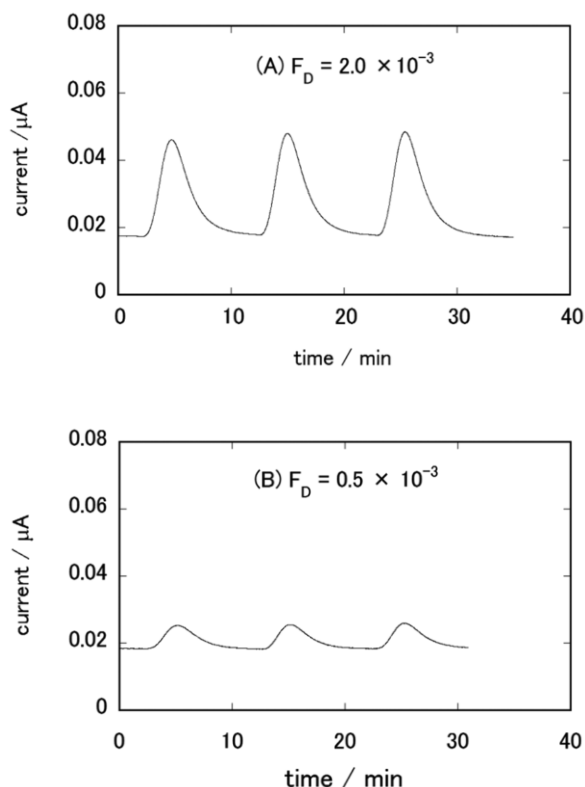 0.08
(A) F_D = 2.0 × 10⁻³
0.06
current /μA
0.04
0.02
0
0 10 20 30 40
time / min
0.08
(B) F_D = 0.5 × 10⁻³
0.06
current / μA
0.04
0.02
0
0 10 20 30 40
time / min